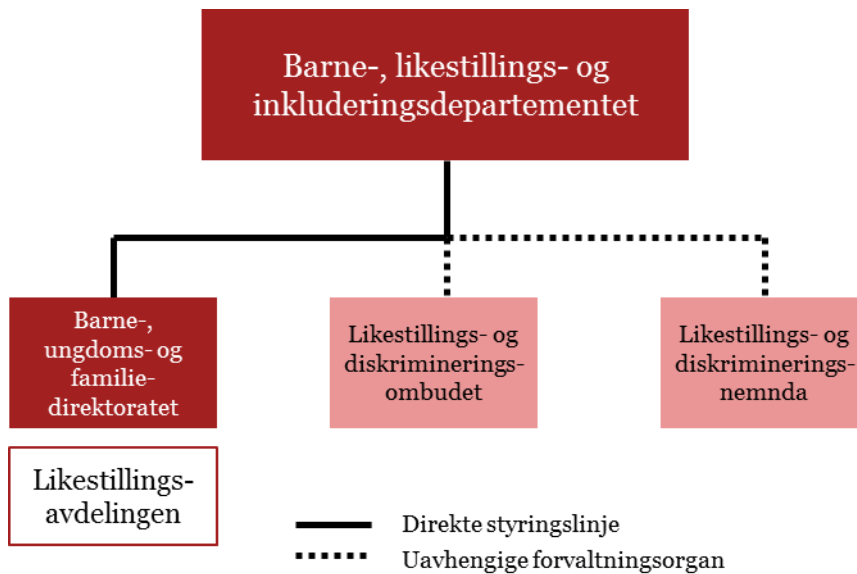 Barne-, likestillings- og
inkluderingsdepartementet
Barne-,
ungdoms- og
familie-
direktoratet
Likestillings- og
diskriminerings-
ombudet
Likestillings- og
diskriminerings-
nemnda
Likestillings-
avdelingen
Direkte styringslinje
Uavhengige forvaltningsorgan